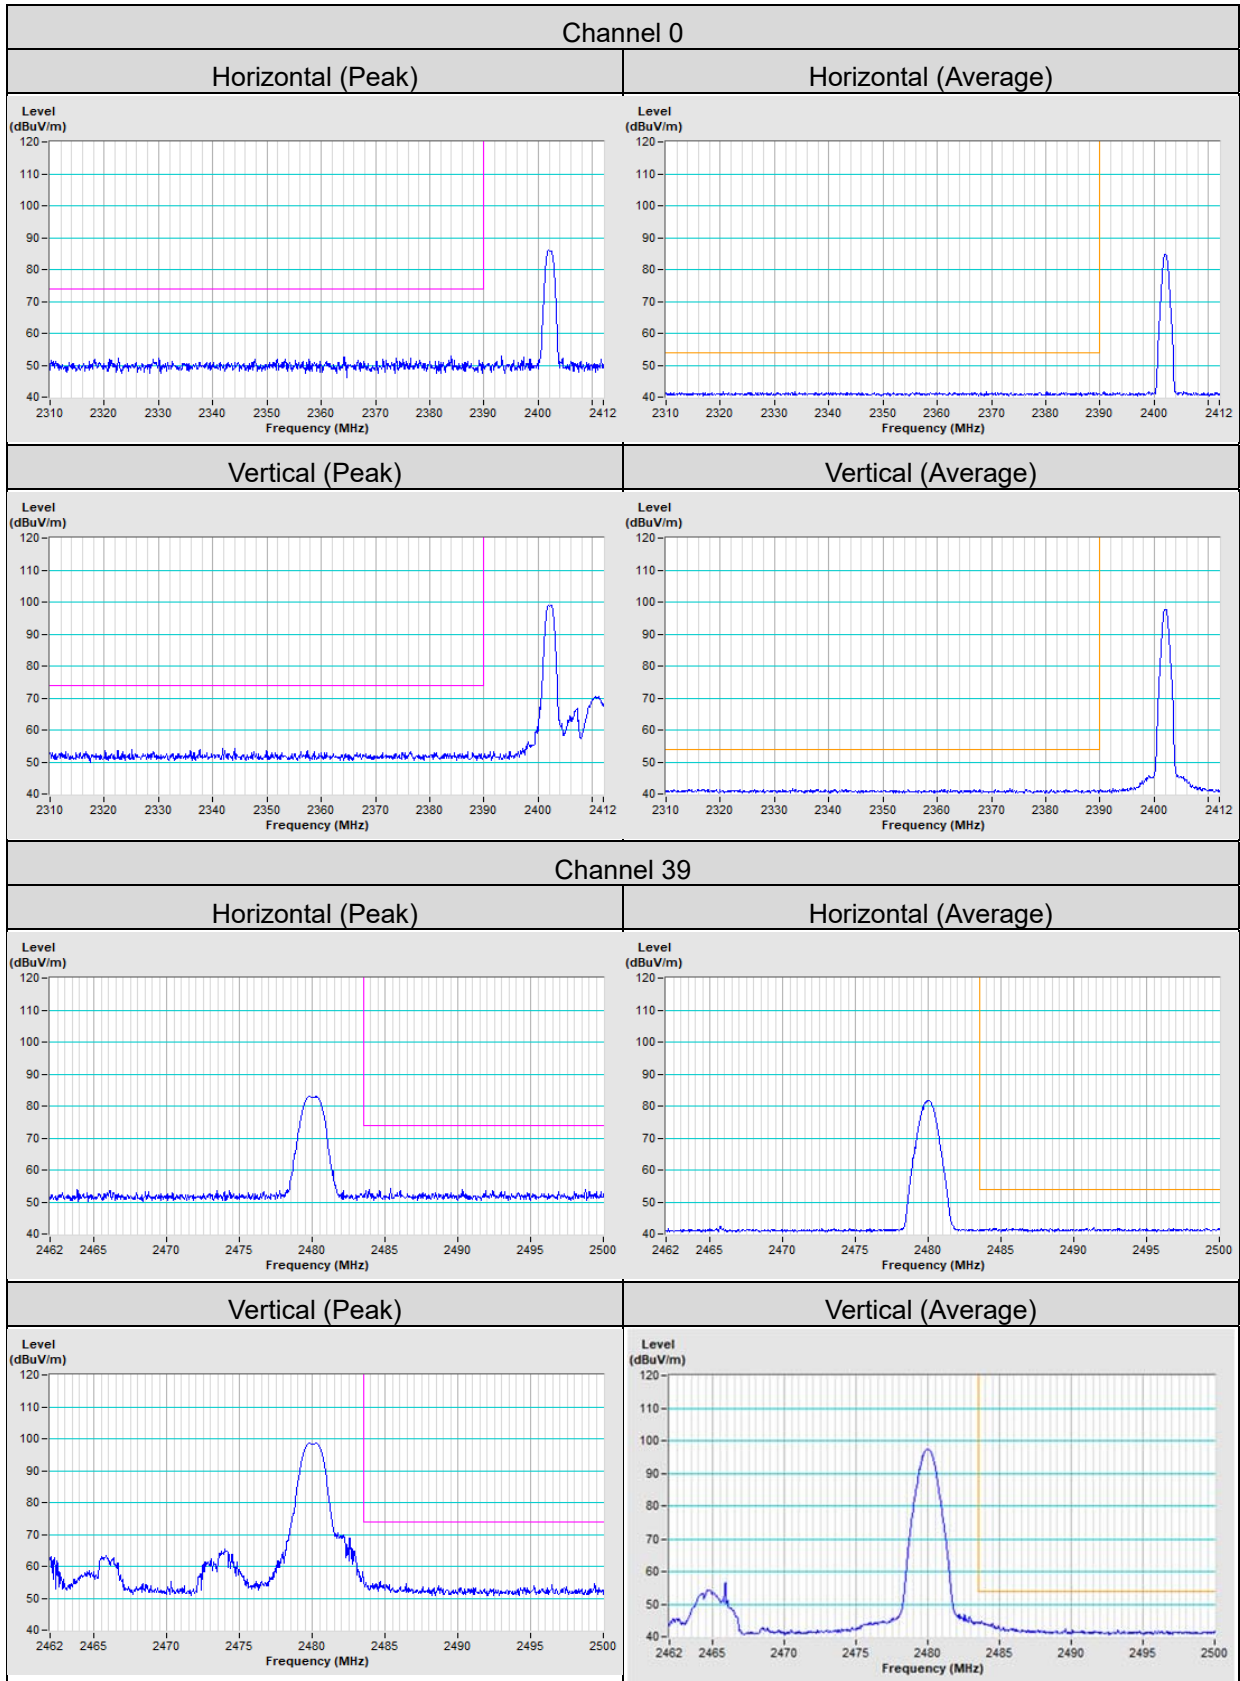 Channel 0
Horizontal (Peak) Horizontal (Average)
Level Level
(dBuV/m) (dBuV/m)
120 120
110 110
100 100
90 90
80 80
70 70
60 60
50 50
40 40
2310 2320 2330 2340 2350 2360 2370 2380 2390 2400 2412 2310 2320 2330 2340 2350 2360 2370 2380 2390 2400 2412
Frequency (MHz) Frequency (MHz)
Vertical (Peak) Vertical (Average)
Level Level
(dBuV/m) (dBuV/m)
120 120
110 110
100 100
90 90
80 80
70 70
60 60
50 50
40 40
2310 2320 2330 2340 2350 2360 2370 2380 2390 2400 2412 2310 2320 2330 2340 2350 2360 2370 2380 2390 2400 2412
Frequency (MHz) Frequency (MHz)
Channel 39
Horizontal (Peak) Horizontal (Average)
Level Level
(dBuV/m) (dBuV/m)
120 120
110 110
100 100
90 90
80 80
70 70
60 60
50 50
40 40
2462 2465 2470 2475 2480 2485 2490 2495 2500 2462 2465 2470 2475 2480 2485 2490 2495 2500
Frequency (MHz) Frequency (MHz)
Vertical (Peak) Vertical (Average)
Level Level
(dBuV/m) (dBuV/m)
120 120
110 110
100 100
90 90
80 80
70 70
60 60
50 50
40 40
2462 2465 2470 2475 2480 2485 2490 2495 2500 2462 2465 2470 2475 2480 2485 2490 2495 2500
Frequency (MHz) Frequency (MHz)